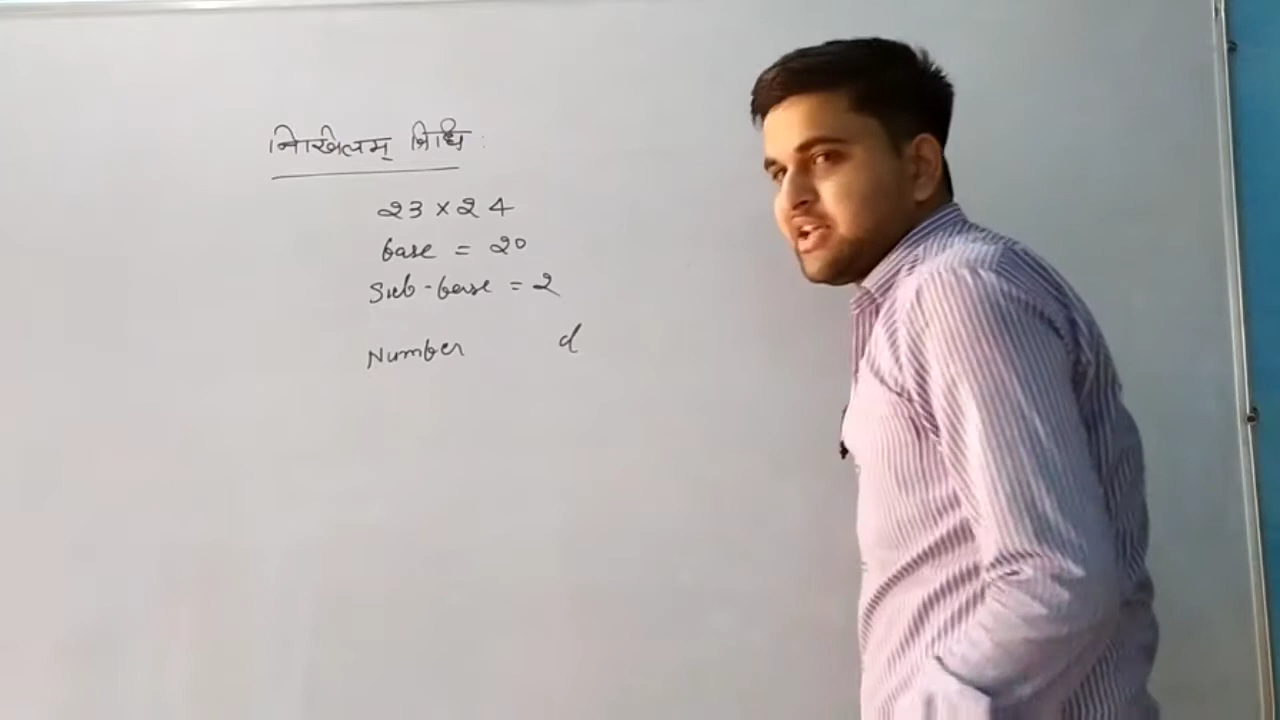 निखिलम् विधि :
23 × 24
base = 20
Sub-base = 2
Number d